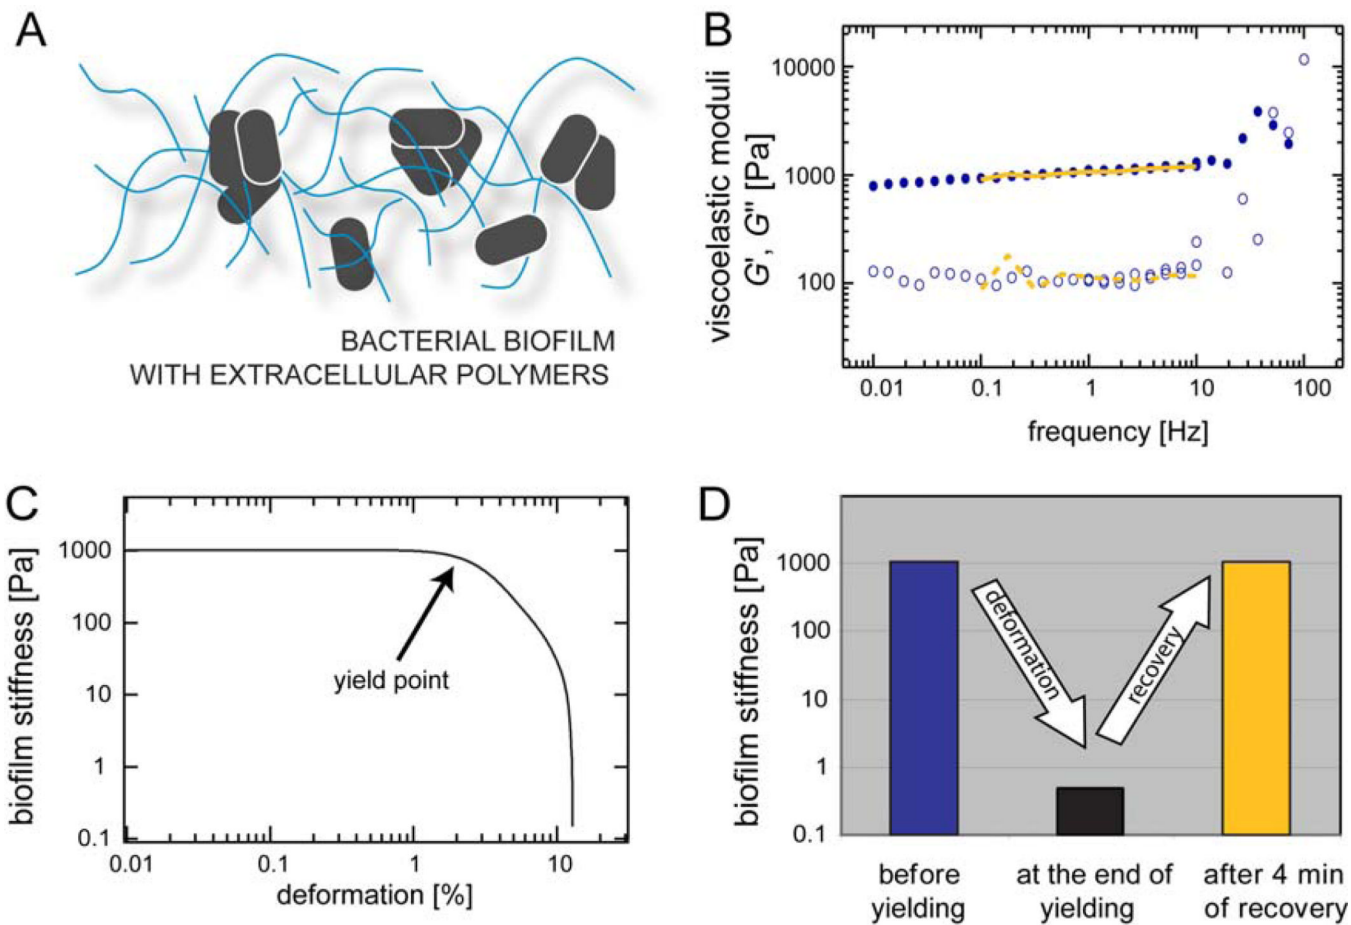 A
BACTERIAL BIOFILM
WITH EXTRACELLULAR POLYMERS
B
viscoelastic moduli
G', G" [Pa]
10000
1000
100
0.01 0.1 1 10 100
frequency [Hz]
C
biofilm stiffness [Pa]
1000
100
10
1
0.1
yield point
0.01 0.1 1 10
deformation [%]
D
biofilm stiffness [Pa]
1000
100
10
1
0.1
deformation
recovery
before
yielding
at the end of
yielding
after 4 min
of recovery